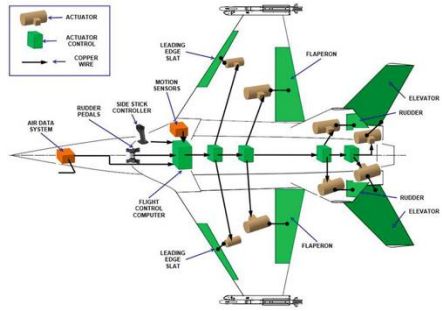 ACTUATOR
ACTUATOR
CONTROL
COPPER
WIRE
LEADING
EDGE
SLAT
FLAPERON
MOTION
SENSORS
SIDE STICK
CONTROLLER
RUDDER
PEDALS
AIR DATA
SYSTEM
ELEVATOR
RUDDER
FLIGHT
CONTROL
COMPUTER
RUDDER
ELEVATOR
FLAPERON
LEADING
EDGE
SLAT